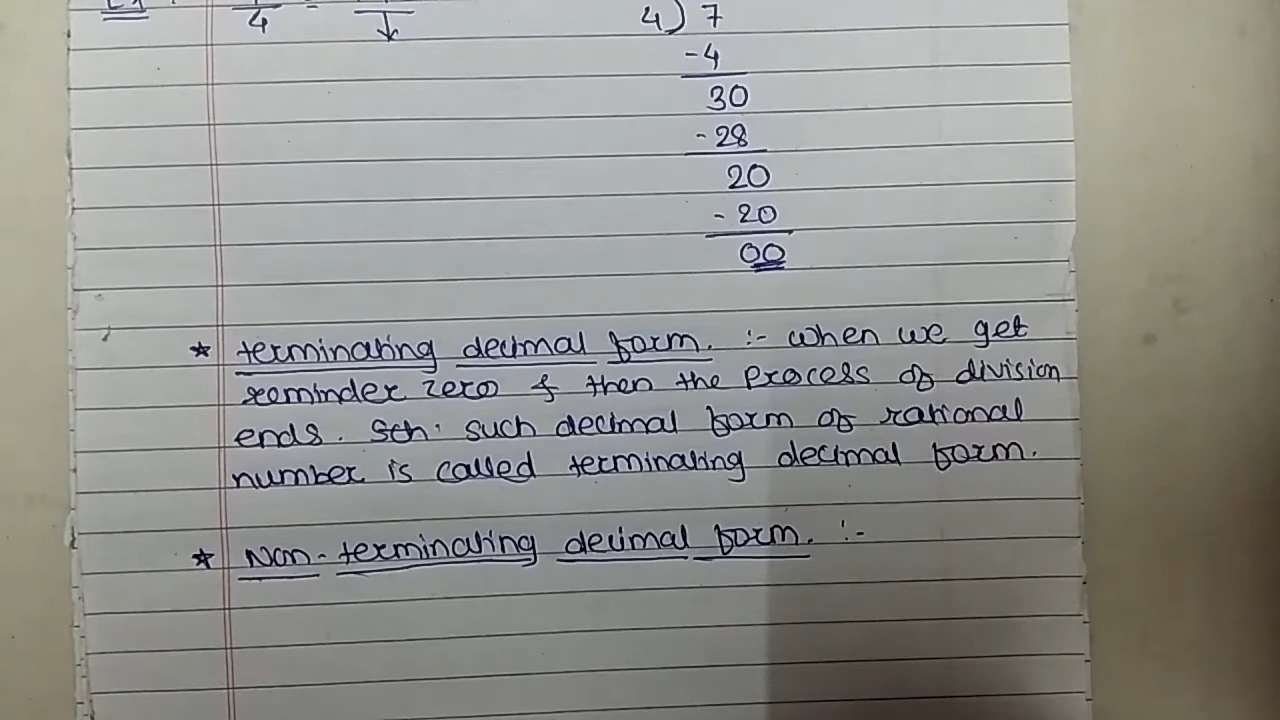 4
4) 7
-4
30
- 28
20
- 20
00
* terminating decimal form. :- when we get
reminder zero & then the process of division
ends. Sch. such decimal form of rational
number is called terminating decimal form.
* Non-terminating decimal form. :-